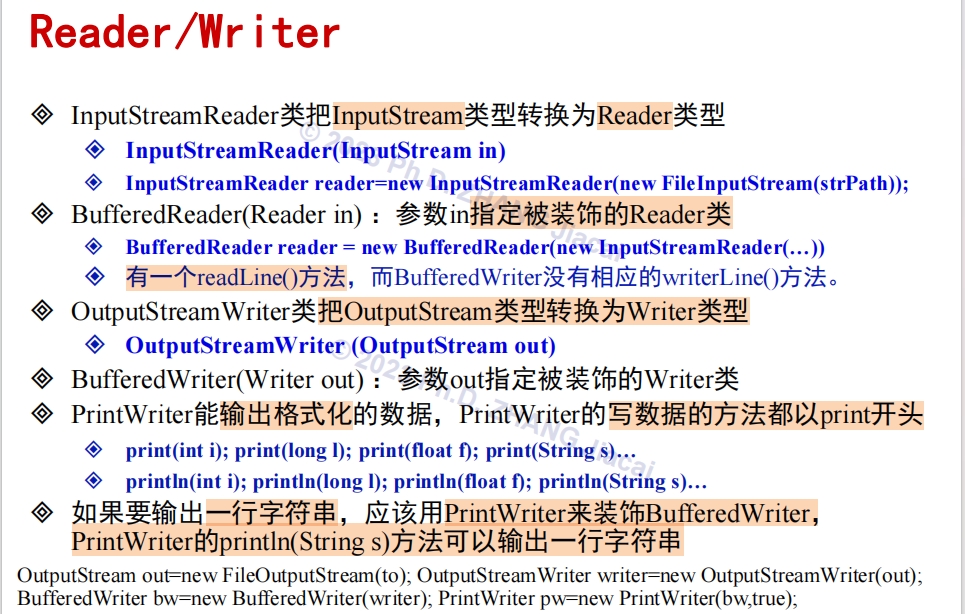 Reader/Writer
InputStreamReader类把InputStream类型转换为Reader类型
InputStreamReader(InputStream in)
InputStreamReader reader=new InputStreamReader(new FileInputStream(strPath));
BufferedReader(Reader in) ：参数in指定被装饰的Reader类
BufferedReader reader = new BufferedReader(new InputStreamReader(…))
有一个readLine()方法，而BufferedWriter没有相应的writerLine()方法。
OutputStreamWriter类把OutputStream类型转换为Writer类型
OutputStreamWriter (OutputStream out)
BufferedWriter(Writer out) ：参数out指定被装饰的Writer类
PrintWriter能输出格式化的数据，PrintWriter的写数据的方法都以print开头
print(int i); print(long l); print(float f); print(String s)…
println(int i); println(long l); println(float f); println(String s)…
如果要输出一行字符串，应该用PrintWriter来装饰BufferedWriter，
PrintWriter的println(String s)方法可以输出一行字符串
OutputStream out=new FileOutputStream(to); OutputStreamWriter writer=new OutputStreamWriter(out);
BufferedWriter bw=new BufferedWriter(writer); PrintWriter pw=new PrintWriter(bw,true);
© 2023 Ph.D. ZHANG Jiacai
© 2023 Ph.D. ZHANG Jiacai